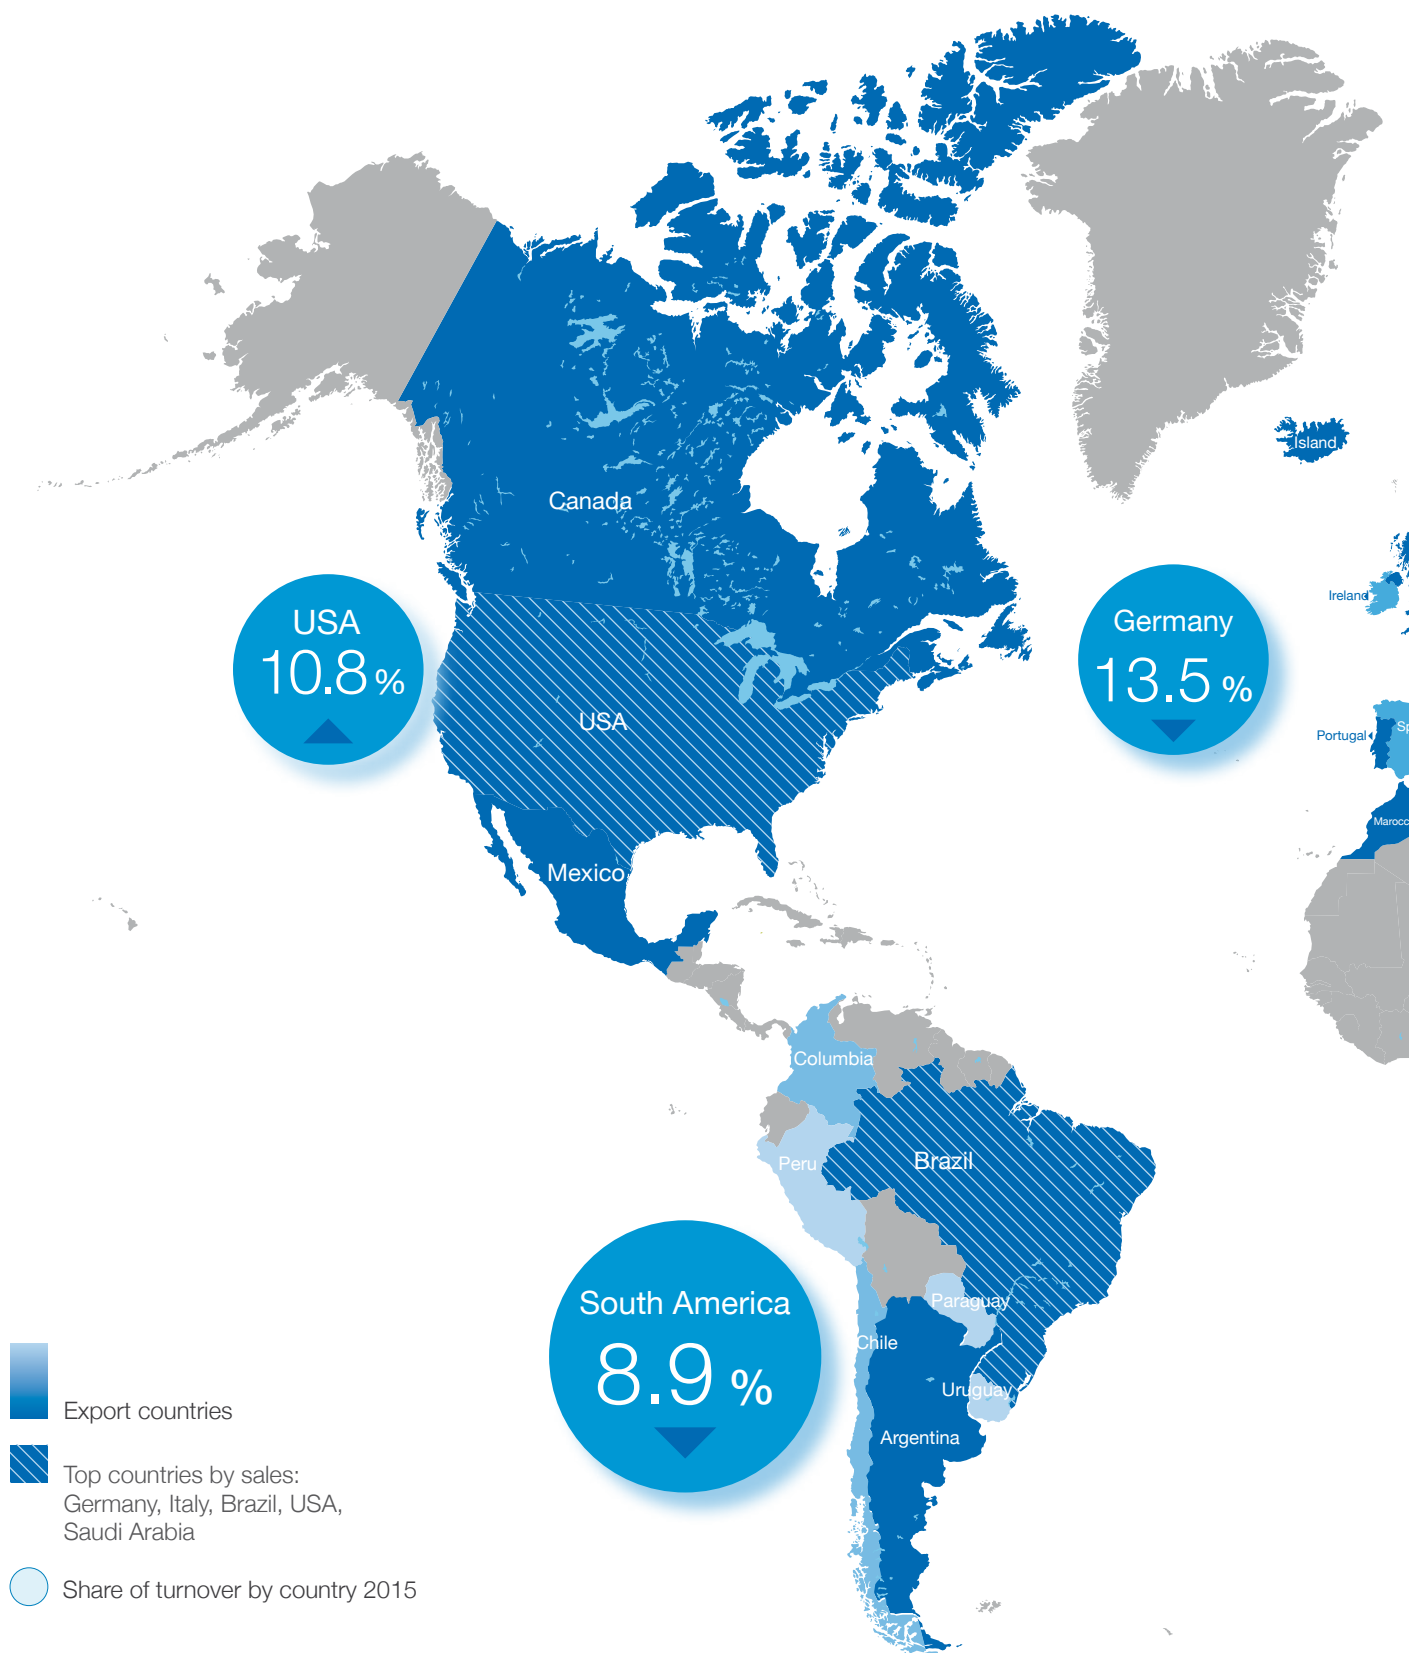 Island
Canada
Ireland
USA
10.8 %
Germany
13.5 %
USA
Portugal
Sp
Marocc
Mexico
Columbia
Peru
Brazil
South America
8.9 %
Paraguay
Chile
Uruguay
Argentina
Export countries
Top countries by sales:
Germany, Italy, Brazil, USA,
Saudi Arabia
Share of turnover by country 2015